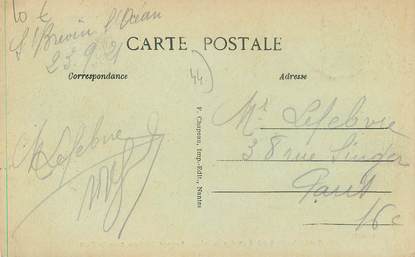 10 €
St Brevin l'Océan
23.9.21
CARTE POSTALE
44
Correspondance
Adresse
Lefebvre
F. Chapeau, Imp.-Édit., Nantes
Mr Lefebvre
38 rue Singer
Paris
16e